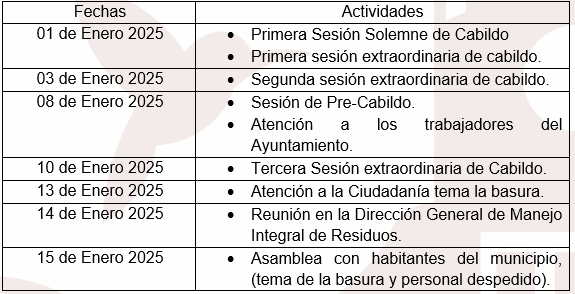 Fechas Actividades
01 de Enero 2025 • Primera Sesión Solemne de Cabildo
• Primera sesión extraordinaria de cabildo.
03 de Enero 2025 • Segunda sesión extraordinaria de cabildo.
08 de Enero 2025 • Sesión de Pre-Cabildo.
• Atención a los trabajadores del
Ayuntamiento.
10 de Enero 2025 • Tercera Sesión extraordinaria de Cabildo.
13 de Enero 2025 • Atención a la Ciudadanía tema la basura.
14 de Enero 2025 • Reunión en la Dirección General de Manejo
Integral de Residuos.
15 de Enero 2025 • Asamblea con habitantes del municipio,
(tema de la basura y personal despedido).